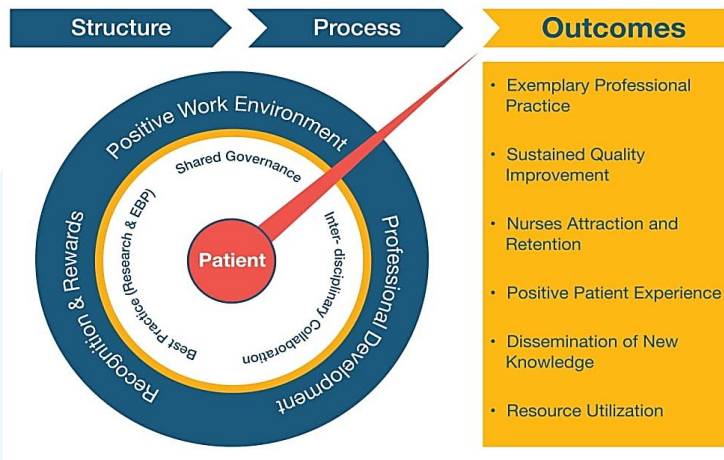 Structure
Process
Outcomes
Positive Work Environment
Professional Development
Recognition & Rewards
Shared Governance
Inter- disciplinary Collaboration
Best Practice (Research & EBP)
Patient
• Exemplary Professional
Practice
• Sustained Quality
Improvement
• Nurses Attraction and
Retention
• Positive Patient Experience
• Dissemination of New
Knowledge
• Resource Utilization